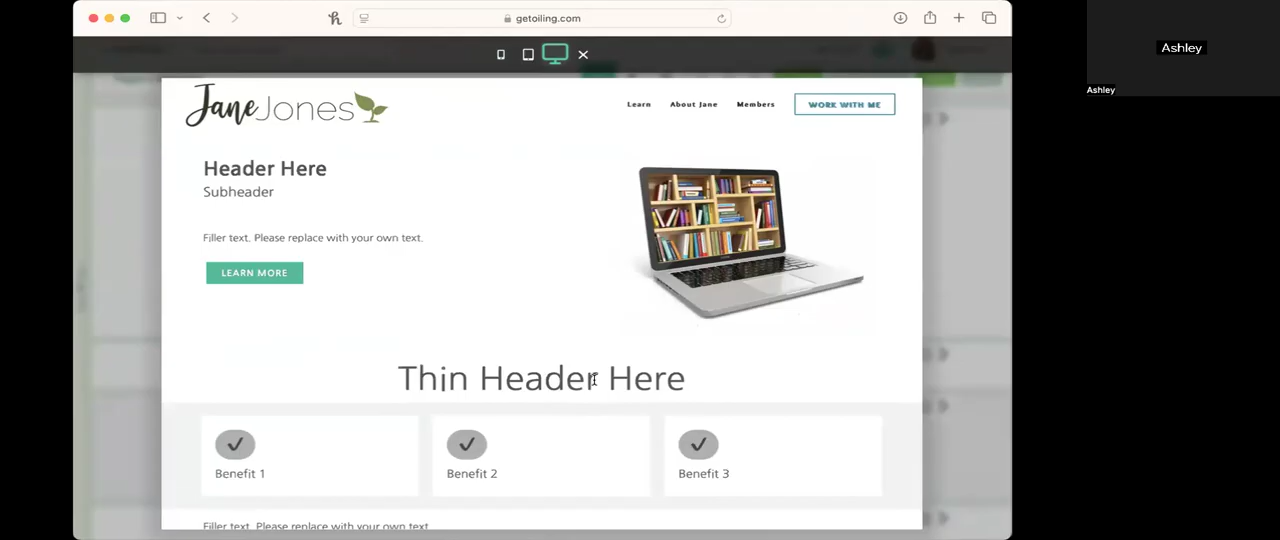 getoiling.com
Ashley
Ashley
Jane Jones
Learn About Jane Members WORK WITH ME
Header Here
Subheader
Filler text. Please replace with your own text.
LEARN MORE
Thin Header Here
Benefit 1 Benefit 2 Benefit 3
Filler text. Please replace with your own text.